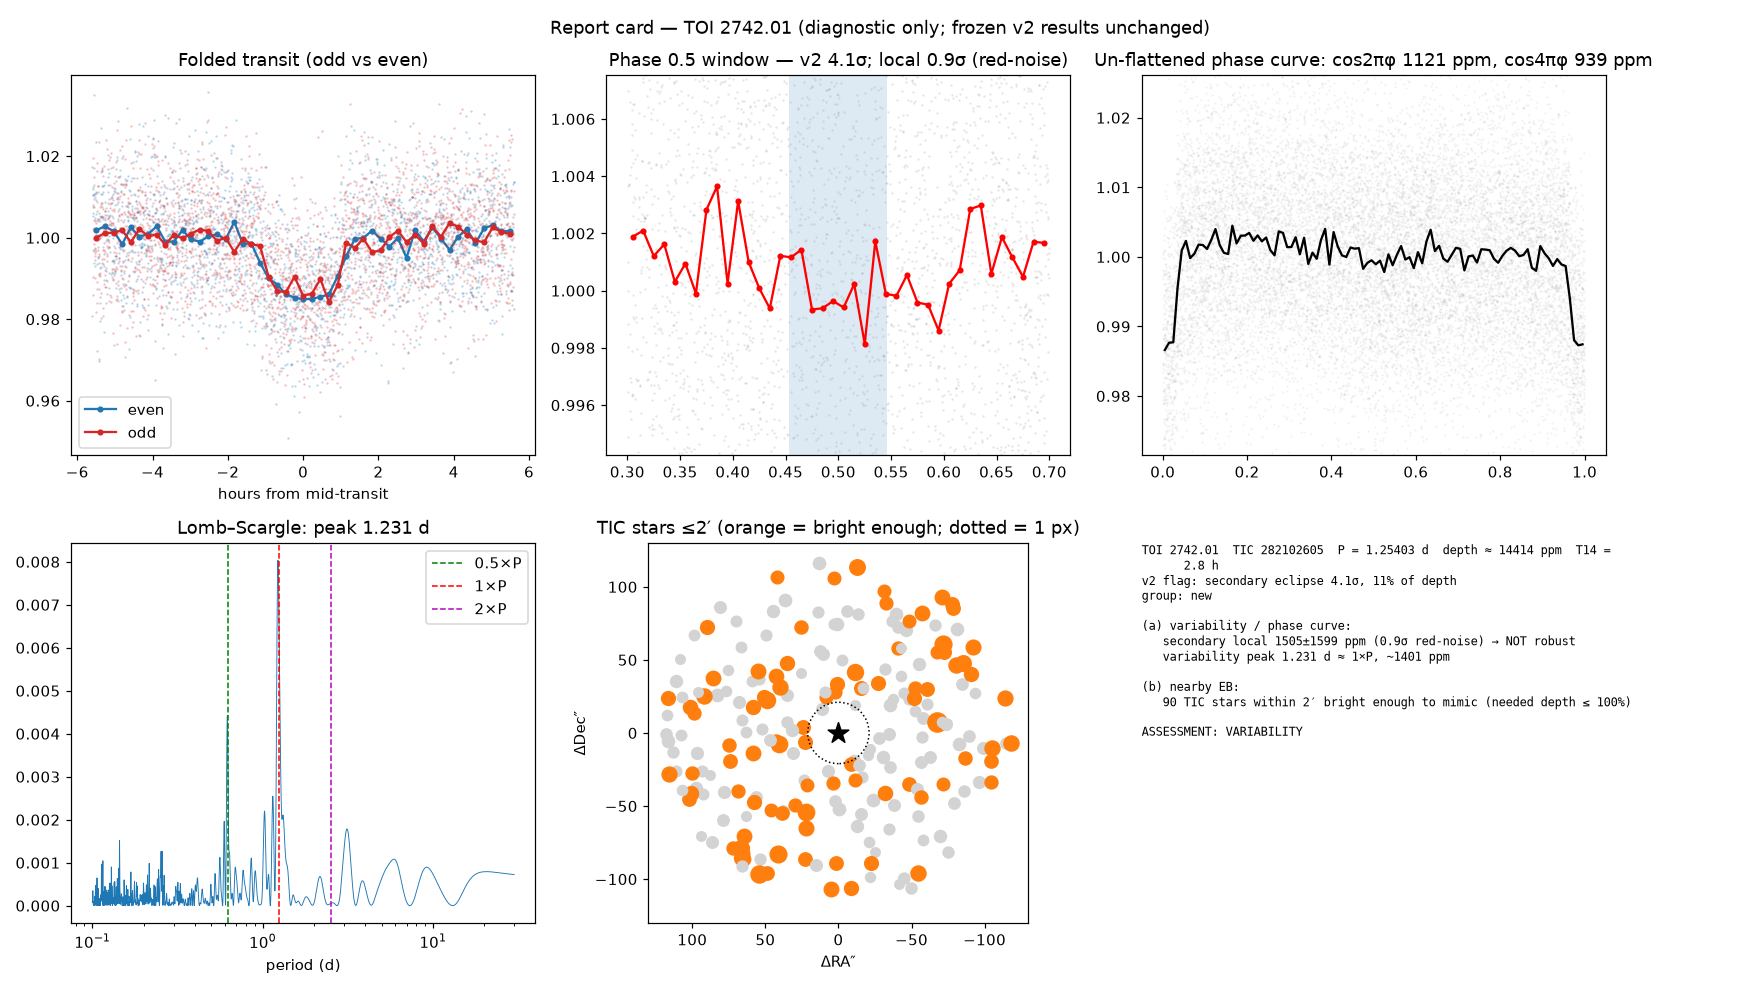 Report card — TOI 2742.01 (diagnostic only; frozen v2 results unchanged)
Folded transit (odd vs even)
1.02
1.00
0.98
0.96
even
odd
−6
−4
−2
0
2
4
6
hours from mid-transit
Phase 0.5 window — v2 4.1σ; local 0.9σ (red-noise)
1.006
1.004
1.002
1.000
0.998
0.996
0.30
0.35
0.40
0.45
0.50
0.55
0.60
0.65
0.70
Un-flattened phase curve: cos2πφ 1121 ppm, cos4πφ 939 ppm
1.02
1.01
1.00
0.99
0.98
0.0
0.2
0.4
0.6
0.8
1.0
Lomb–Scargle: peak 1.231 d
0.008
0.007
0.006
0.005
0.004
0.003
0.002
0.001
0.000
0.5×P
1×P
2×P
10⁻¹
10⁰
10¹
period (d)
TIC stars ≤2′ (orange = bright enough; dotted = 1 px)
ΔDec″
100
50
0
−50
−100
100
50
0
−50
−100
ΔRA″
TOI 2742.01  TIC 282102605  P = 1.25403 d  depth ≈ 14414 ppm  T14 =
2.8 h
v2 flag: secondary eclipse 4.1σ, 11% of depth
group: new
(a) variability / phase curve:
secondary local 1505±1599 ppm (0.9σ red-noise) → NOT robust
variability peak 1.231 d ≈ 1×P, ~1401 ppm
(b) nearby EB:
90 TIC stars within 2′ bright enough to mimic (needed depth ≤ 100%)
ASSESSMENT: VARIABILITY